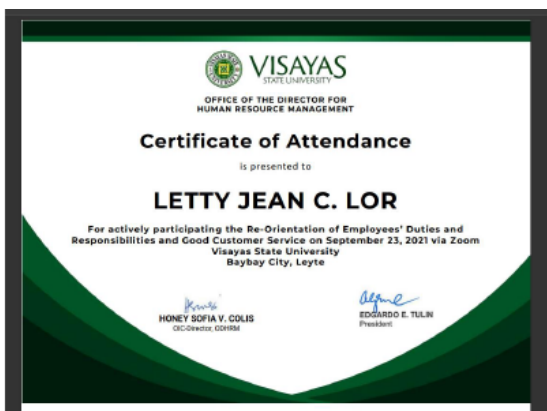 VISAYAS
STATE UNIVERSITY
OFFICE OF THE DIRECTOR FOR
HUMAN RESOURCE MANAGEMENT
Certificate of Attendance
is presented to
LETTY JEAN C. LOR
For actively participating the Re-Orientation of Employees' Duties and
Responsibilities and Good Customer Service on September 23, 2021 via Zoom
Visayas State University
Baybay City, Leyte
HONEY SOFIA V. COLIS
OIC-Director, ODHRM
EDGARDO E. TULIN
President